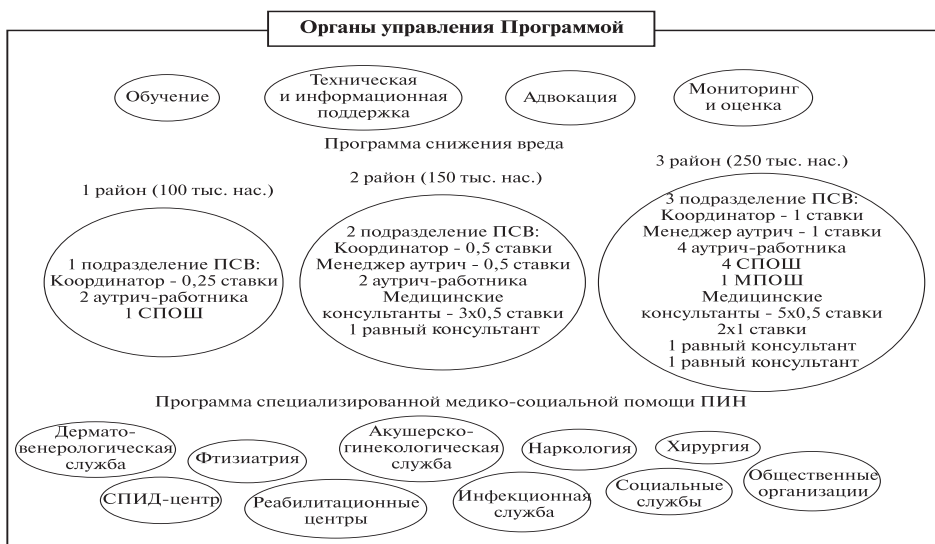 Органы управления Программой
Обучение
Техническая
и информационная
поддержка
Адвокация
Мониторинг
и оценка
Программа снижения вреда
1 район (100 тыс. нас.)
1 подразделение ПСВ:
Координатор - 0,25 ставки
2 аутрич-работника
1 СПОШ
2 район (150 тыс. нас.)
2 подразделение ПСВ:
Координатор - 0,5 ставки
Менеджер аутрич - 0,5 ставки
2 аутрич-работника
Медицинские
консультанты - 3х0,5 ставки
1 равный консультант
3 район (250 тыс. нас.)
3 подразделение ПСВ:
Координатор - 1 ставки
Менеджер аутрич - 1 ставки
4 аутрич-работника
4 СПОШ
1 МПОШ
Медицинские
консультанты - 5х0,5 ставки
2х1 ставки
1 равный консультант
1 равный консультант
Программа специализированной медико-социальной помощи ПИН
Дермато-
венерологическая
служба
Фтизиатрия
Акушерско-
гинекологическая
служба
Наркология
Хирургия
СПИД-центр
Реабилитационные
центры
Инфекционная
служба
Социальные
службы
Общественные
организации